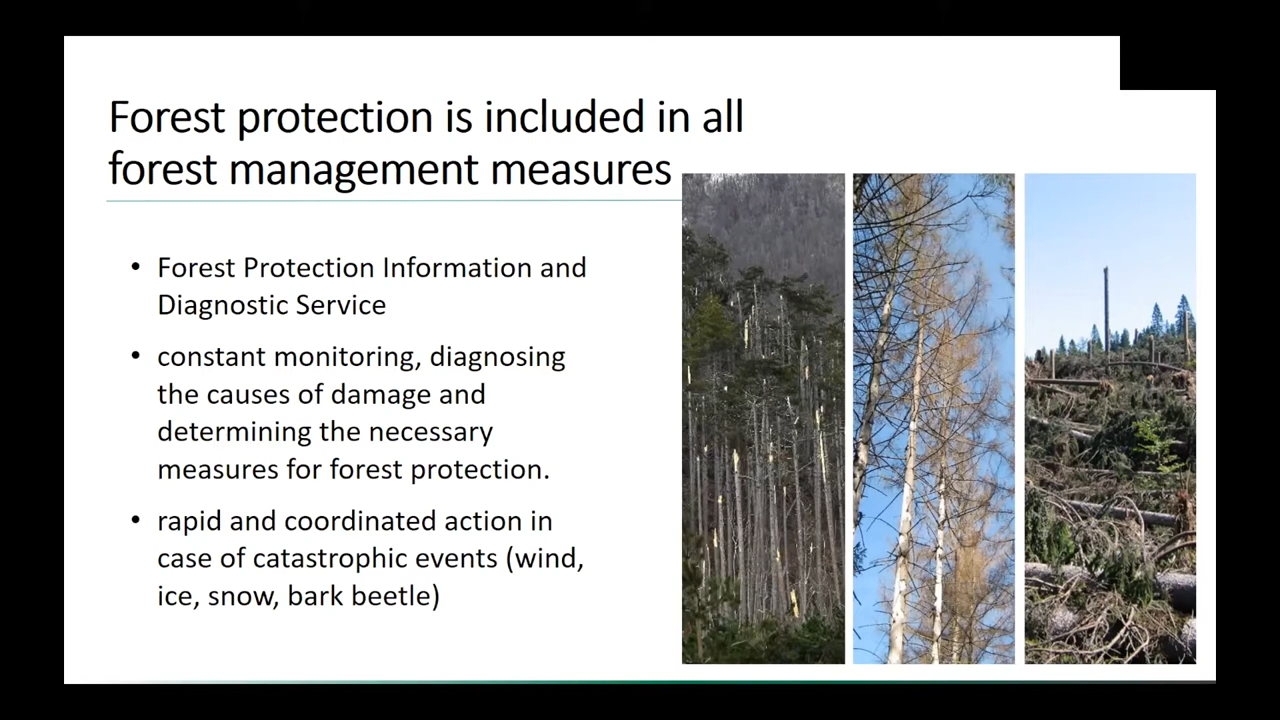 Forest protection is included in all
forest management measures
• Forest Protection Information and
Diagnostic Service
• constant monitoring, diagnosing
the causes of damage and
determining the necessary
measures for forest protection.
• rapid and coordinated action in
case of catastrophic events (wind,
ice, snow, bark beetle)